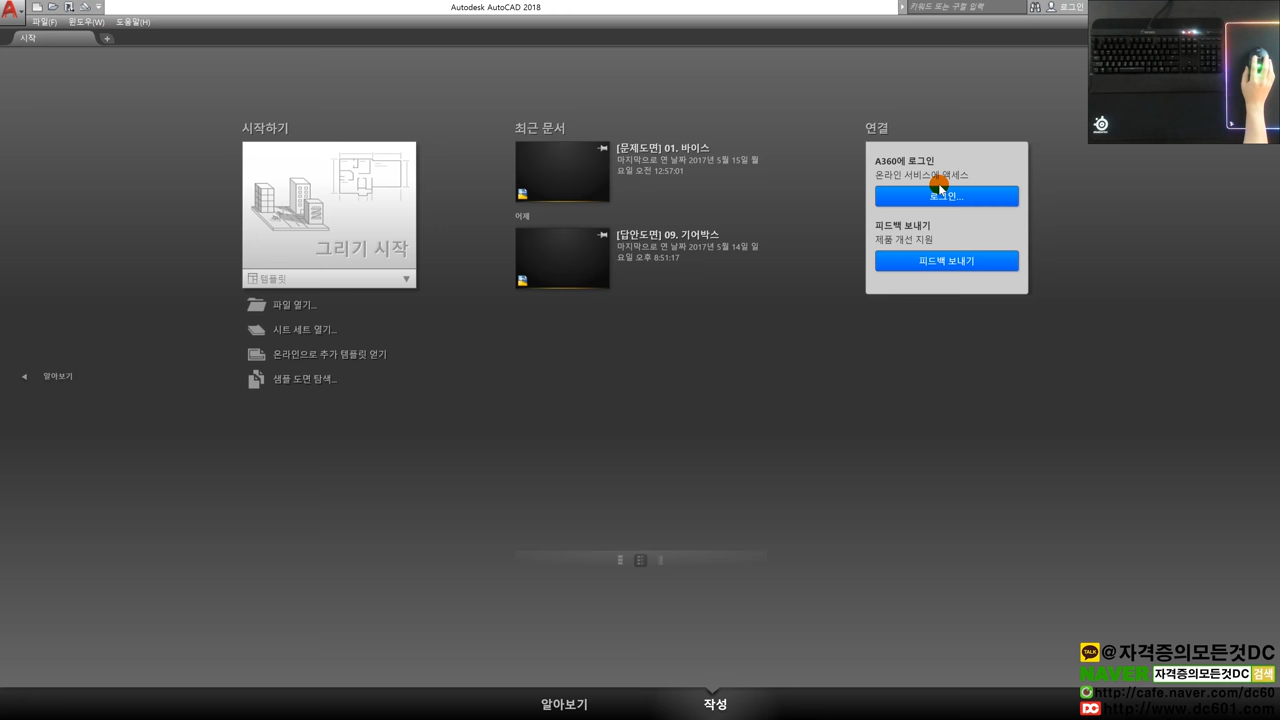 Autodesk AutoCAD 2018
키워드 또는 구절 입력
로그인
파일(F) 윈도우(W) 도움말(H)
시작
시작하기
그리기 시작
템플릿
파일 열기...
시트 세트 열기...
온라인으로 추가 템플릿 얻기
샘플 도면 탐색...
알아보기
최근 문서
[문제도면] 01. 바이스
마지막으로 연 날짜 2017년 5월 15일 월
요일 오전 12:57:01
어제
[답안도면] 09. 기어박스
마지막으로 연 날짜 2017년 5월 14일 일
요일 오후 8:51:17
연결
A360에 로그인
온라인 서비스에 액세스
로그인...
피드백 보내기
제품 개선 지원
피드백 보내기
알아보기 작성
TALK @자격증의모든것DC
NAVER 자격증의모든것DC 검색
http://cafe.naver.com/dc60
DC http://www.dc601.com/